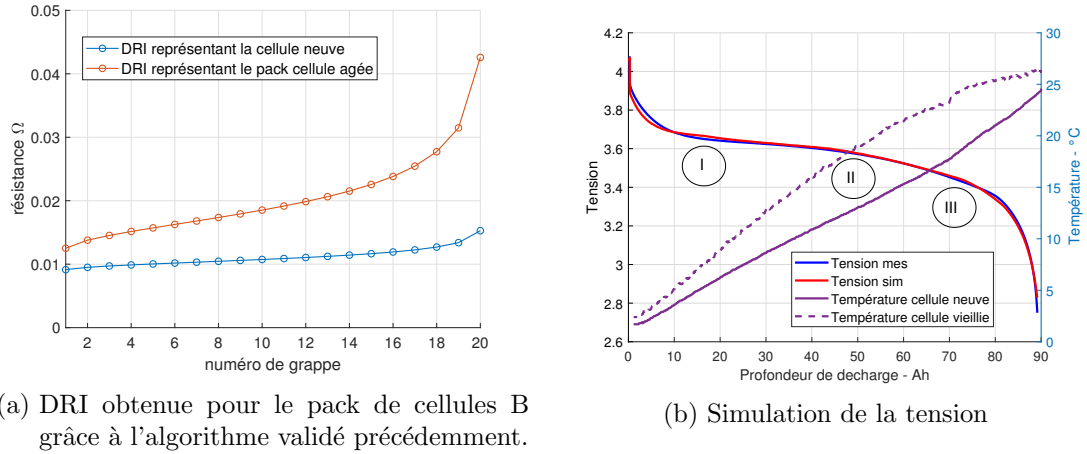 0.05
0.04
0.03
0.02
0.01
0
résistance Ω
DRI représentant la cellule neuve
DRI représentant le pack cellule agée
2 4 6 8 10 12 14 16 18 20
numéro de grappe
(a) DRI obtenue pour le pack de cellules B
grâce à l'algorithme validé précédemment.
4.2
4
3.8
3.6
3.4
3.2
3
2.8
2.6
Tension
I
II
III
Tension mes
Tension sim
Température cellule neuve
Température cellule vieillie
0 10 20 30 40 50 60 70 80 90
Profondeur de decharge - Ah
30
25
20
15
10
5
0
Température - °C
(b) Simulation de la tension